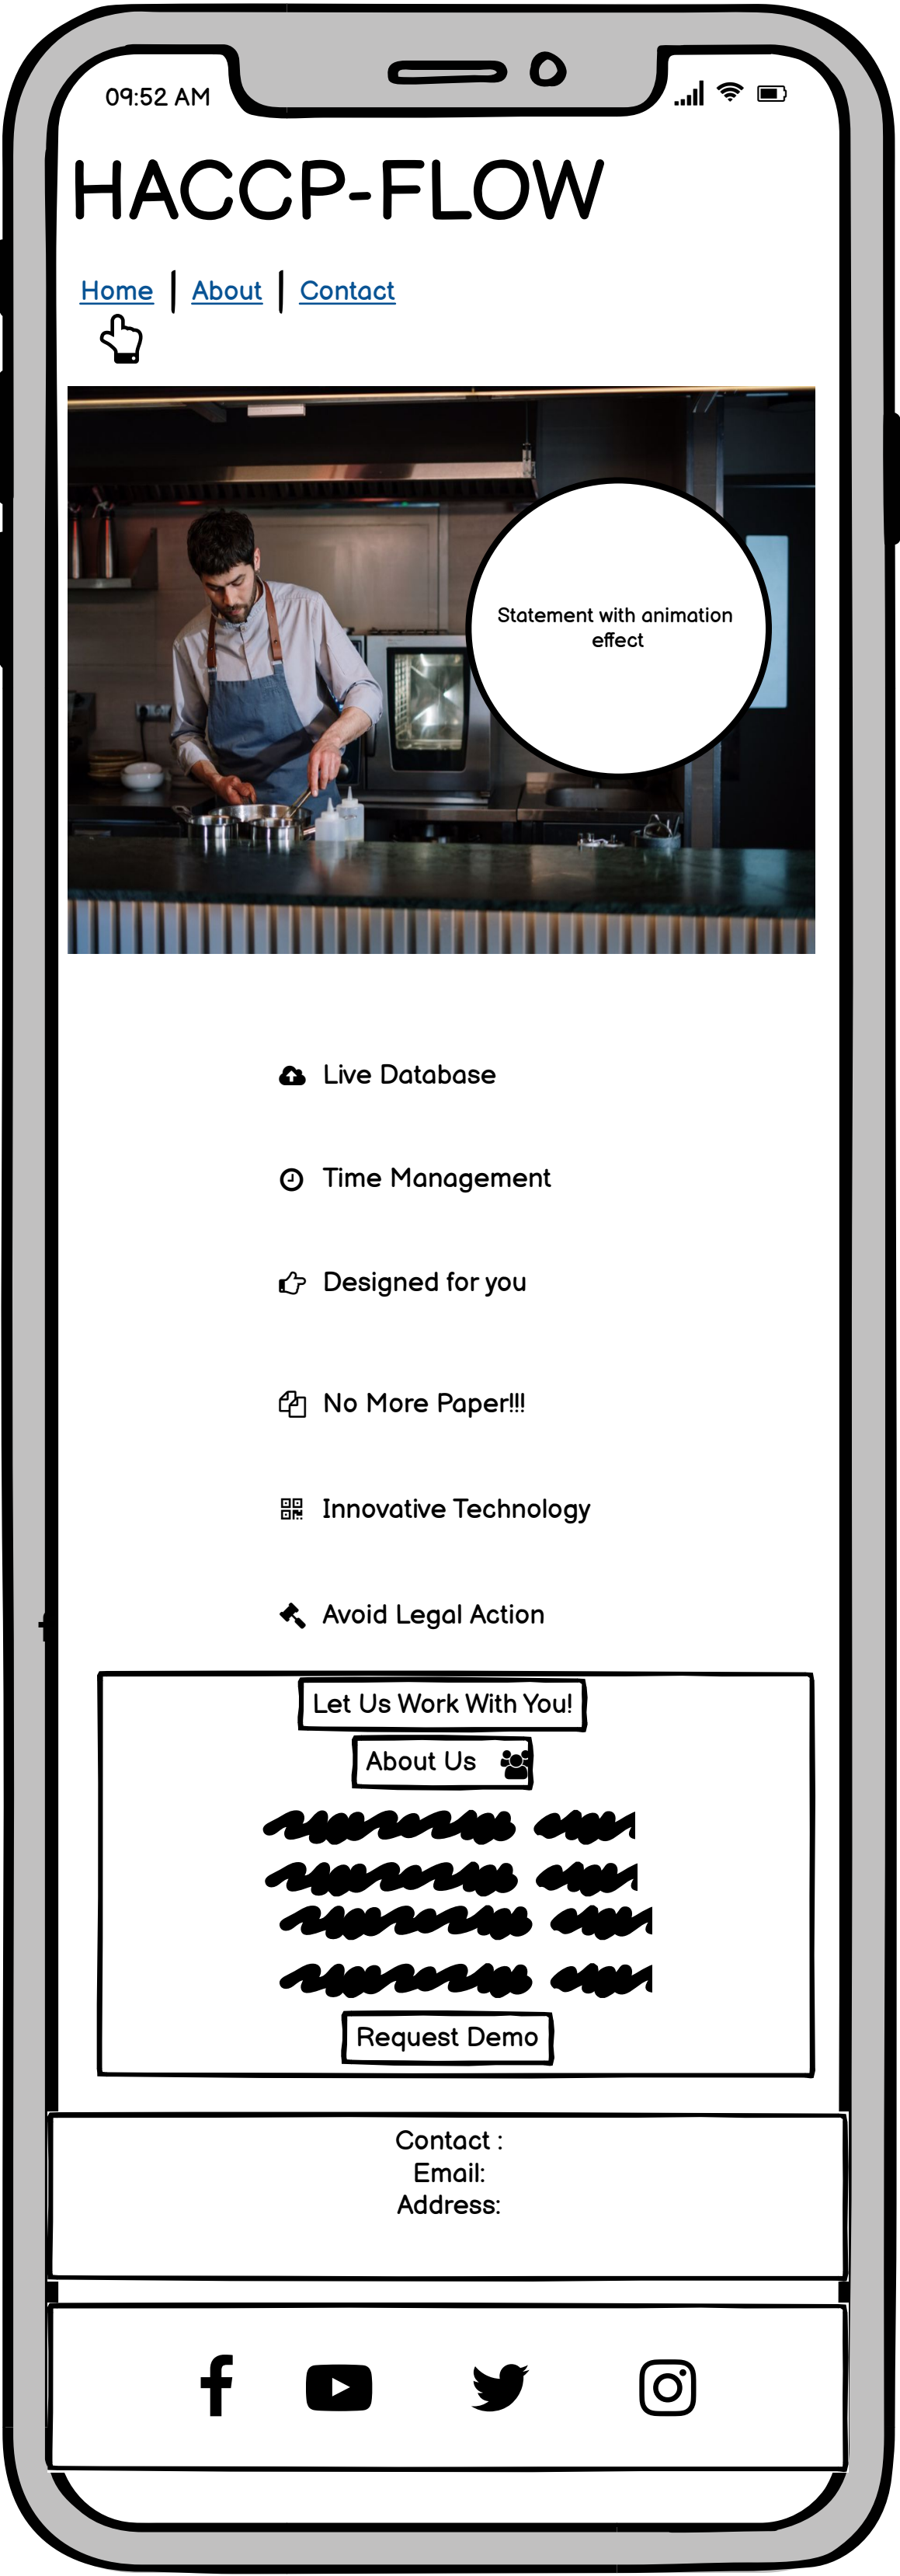 09:52 AM
HACCP-FLOW
Home | About | Contact
Statement with animation
effect
Live Database
Time Management
Designed for you
No More Paper!!!
Innovative Technology
Avoid Legal Action
Let Us Work With You!
About Us
Request Demo
Contact :
Email:
Address: